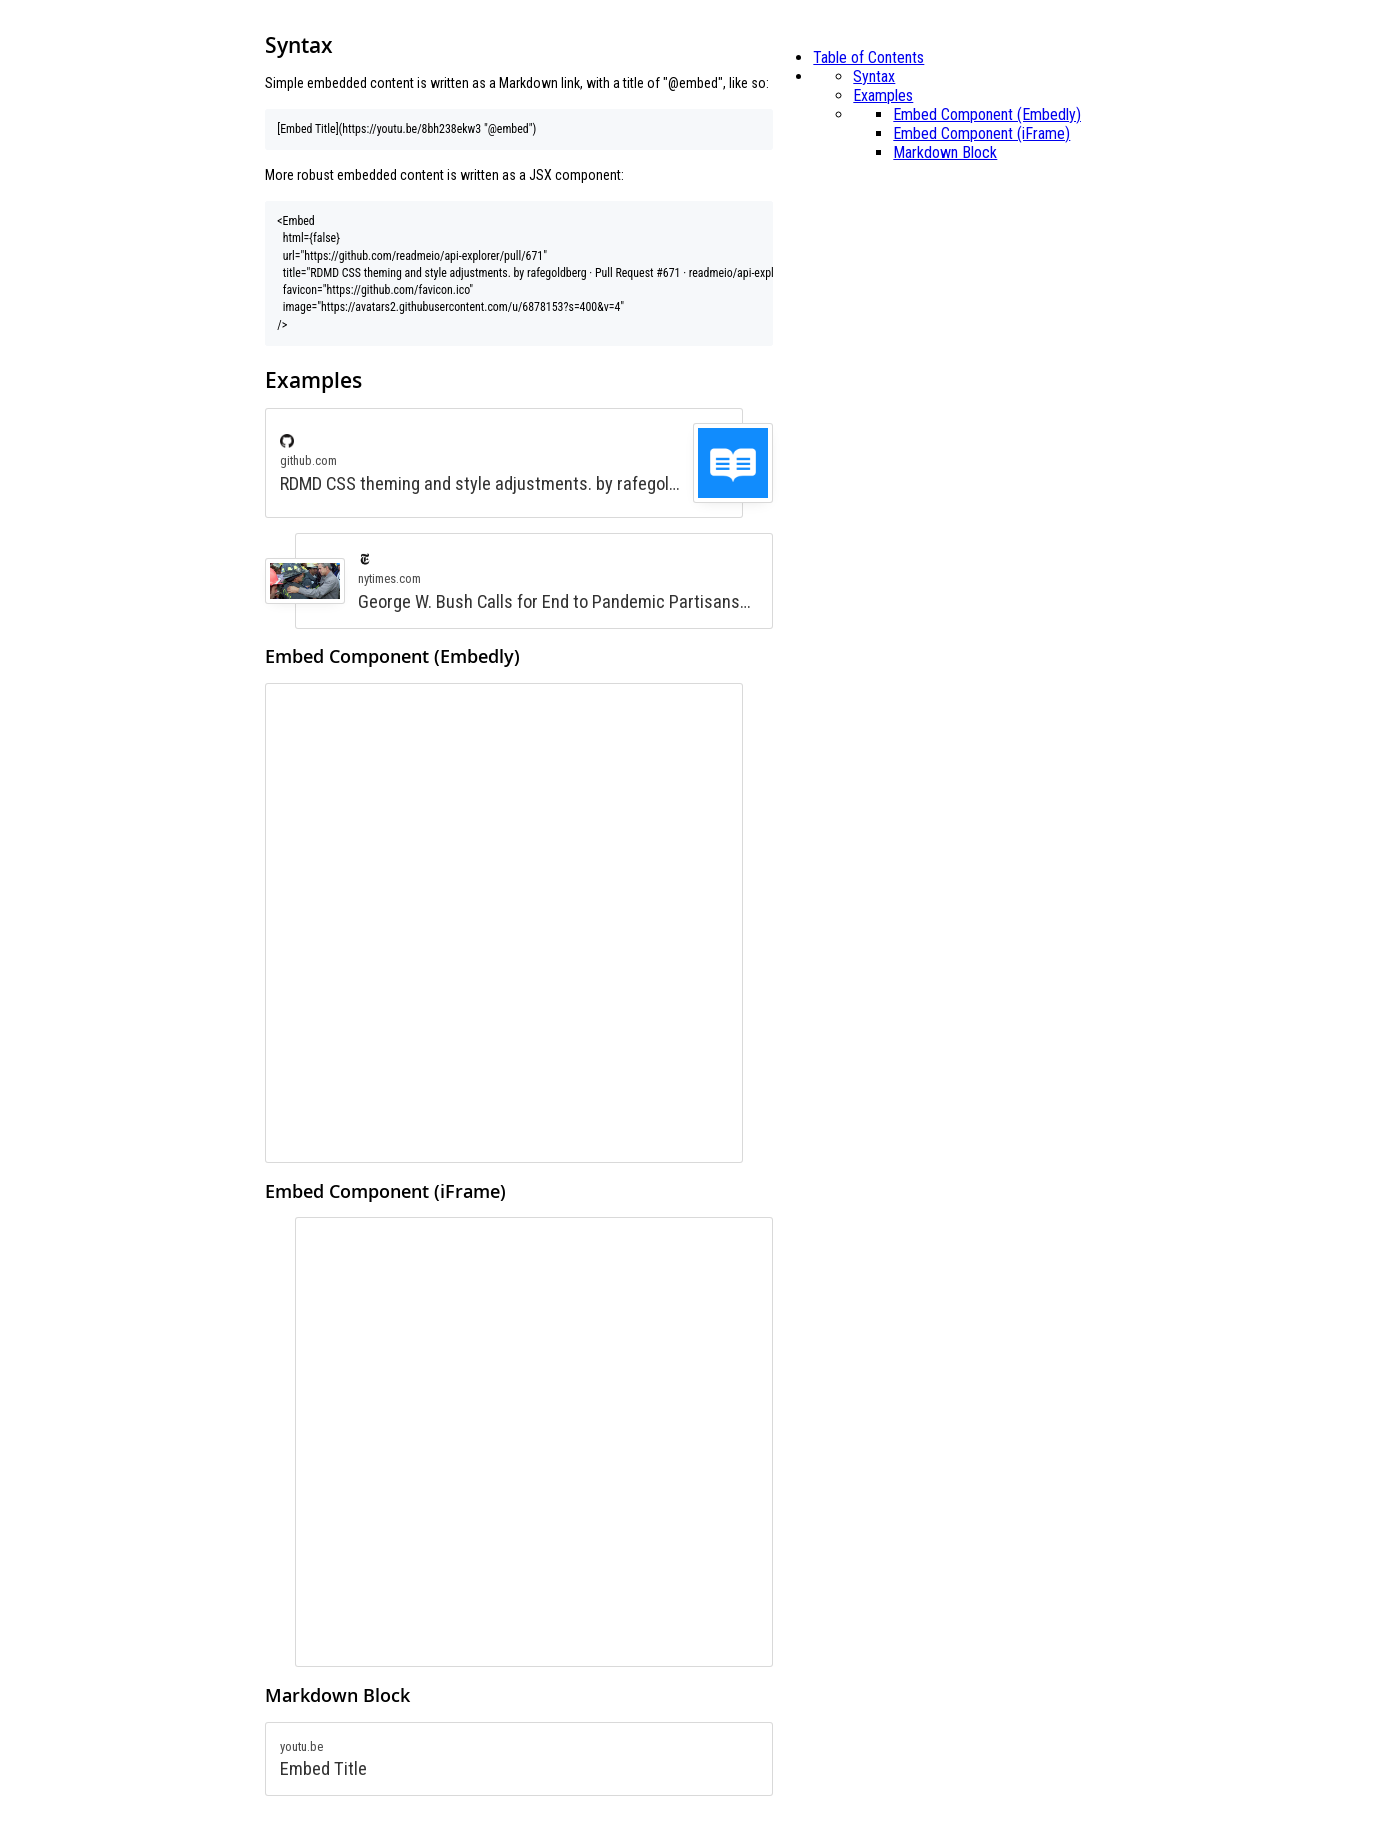 Syntax
Simple embedded content is written as a Markdown link, with a title of "@embed", like so:
[Embed Title](https://youtu.be/8bh238ekw3 "@embed")
More robust embedded content is written as a JSX component:
<Embed
  html={false}
  url="https://github.com/readmeio/api-explorer/pull/671"
  title="RDMD CSS theming and style adjustments. by rafegoldberg · Pull Request #671 · readmeio/api-expl
  favicon="https://github.com/favicon.ico"
  image="https://avatars2.githubusercontent.com/u/6878153?s=400&v=4"
/>
Examples
github.com
RDMD CSS theming and style adjustments. by rafegol...
nytimes.com
George W. Bush Calls for End to Pandemic Partisans...
Embed Component (Embedly)
Embed Component (iFrame)
Markdown Block
youtu.be
Embed Title
Table of Contents
Syntax
Examples
Embed Component (Embedly)
Embed Component (iFrame)
Markdown Block